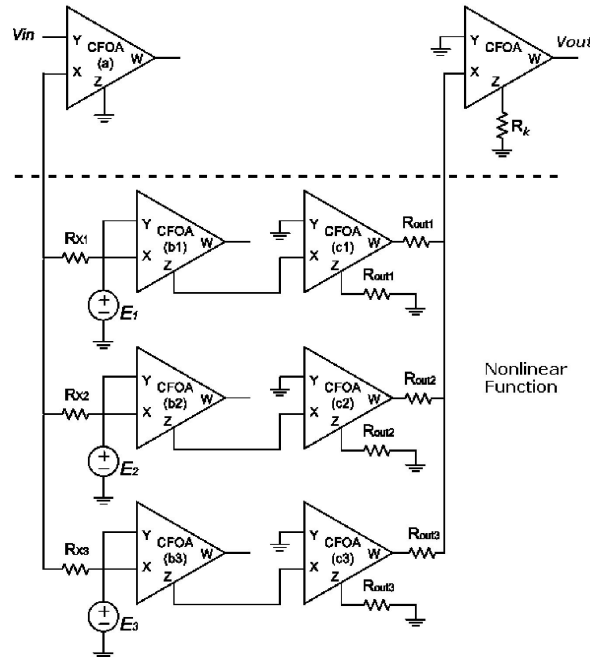 Vin
Y
CFOA
(a)
W
X
Z
Y
CFOA
W
Vout
X
Z
Rk
Y
CFOA
(b1)
W
X
Z
RX1
E1
Y
CFOA
(c1)
W
X
Z
Rout1
Rout1
Y
CFOA
(b2)
W
X
Z
RX2
E2
Y
CFOA
(c2)
W
X
Z
Rout2
Rout2
Nonlinear
Function
Y
CFOA
(b3)
W
X
Z
RX3
E3
Y
CFOA
(c3)
W
X
Z
Rout3
Rout3